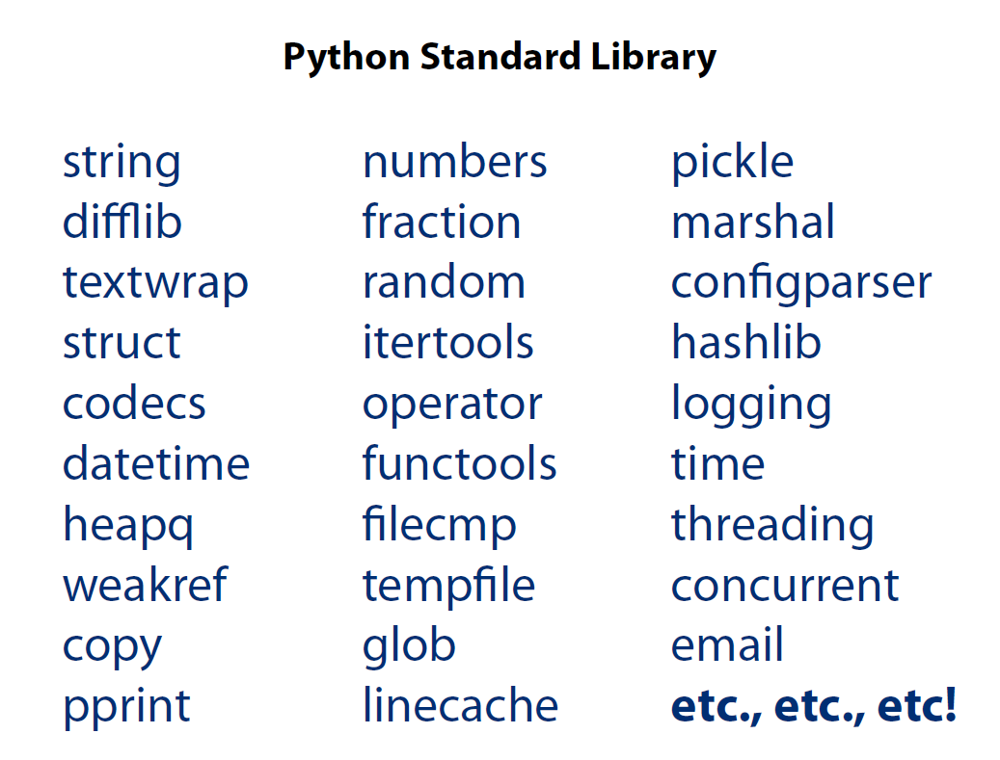 Python Standard Library
string
difflib
textwrap
struct
codecs
datetime
heapq
weakref
copy
pprint
numbers
fraction
random
itertools
operator
functools
filecmp
tempfile
glob
linecache
pickle
marshal
configparser
hashlib
logging
time
threading
concurrent
email
etc., etc., etc!